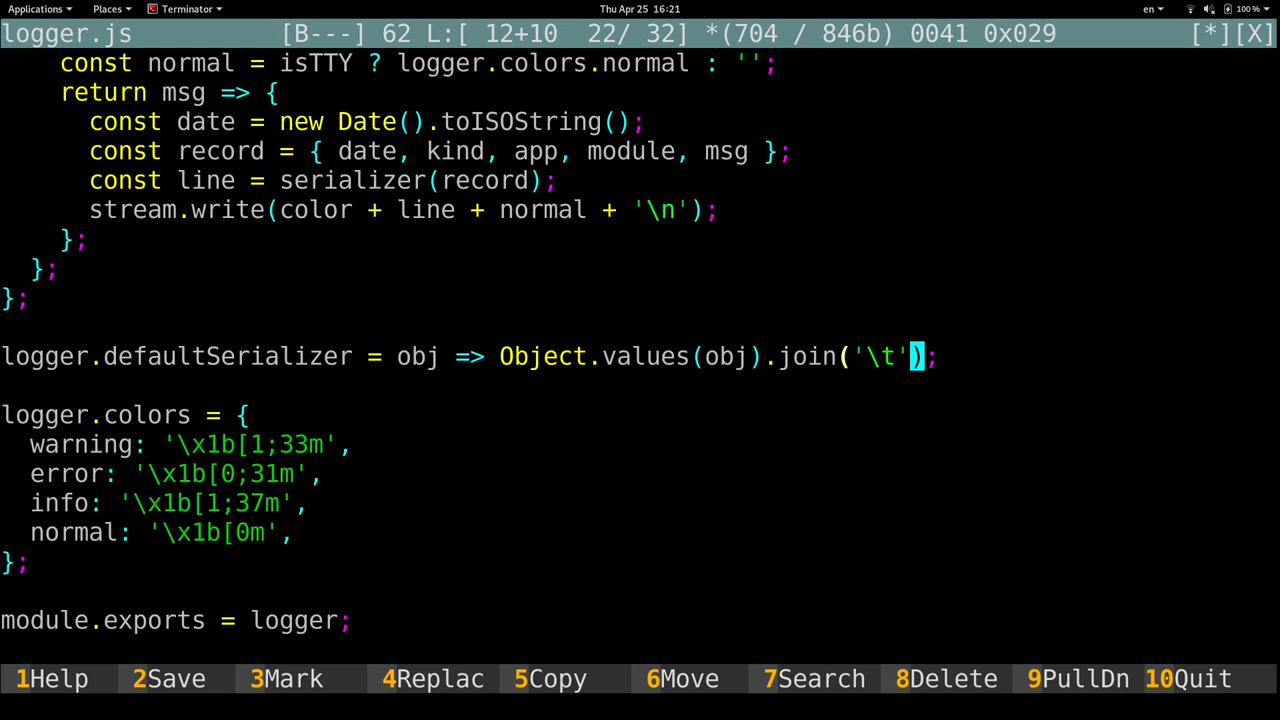 Applications Places Terminator Thu Apr 25 16:21 en 100 %
logger.js [B---] 62 L:[ 12+10 22/ 32] *(704 / 846b) 0041 0x029 [*][X]
    const normal = isTTY ? logger.colors.normal : '';
    return msg => {
      const date = new Date().toISOString();
      const record = { date, kind, app, module, msg };
      const line = serializer(record);
      stream.write(color + line + normal + '\n');
    };
  };
};
logger.defaultSerializer = obj => Object.values(obj).join('\t');
logger.colors = {
  warning: '\x1b[1;33m',
  error: '\x1b[0;31m',
  info: '\x1b[1;37m',
  normal: '\x1b[0m',
};
module.exports = logger;
1Help 2Save 3Mark 4Replac 5Copy 6Move 7Search 8Delete 9PullDn 10Quit